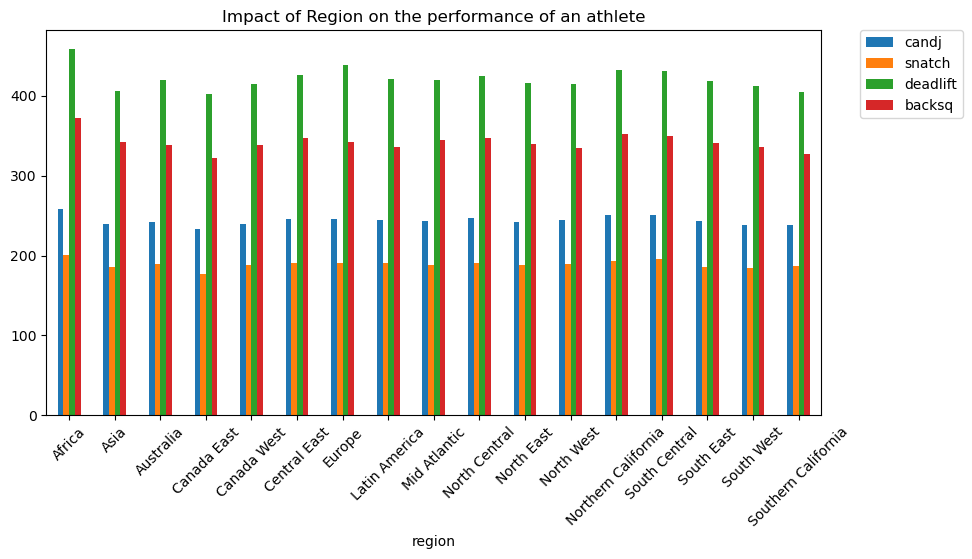 Impact of Region on the performance of an athlete
candj
snatch
deadlift
backsq
400
300
200
100
0
Africa
Asia
Australia
Canada East
Canada West
Central East
Europe
Latin America
Mid Atlantic
North Central
North East
North West
Northern California
South Central
South East
South West
Southern California
region